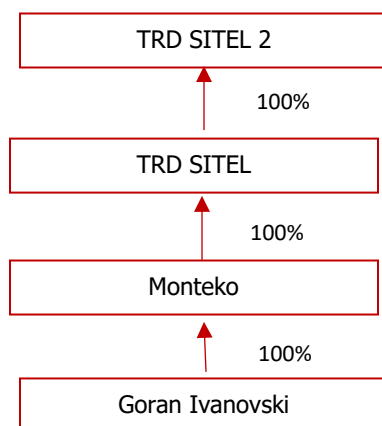 TRD SITEL 2
100%
TRD SITEL
100%
Monteko
100%
Goran Ivanovski